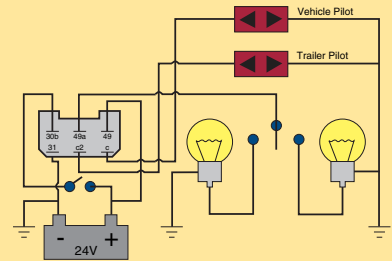 Vehicle Pilot
Trailer Pilot
30b 49a 49
31 c2 c
- +
24V